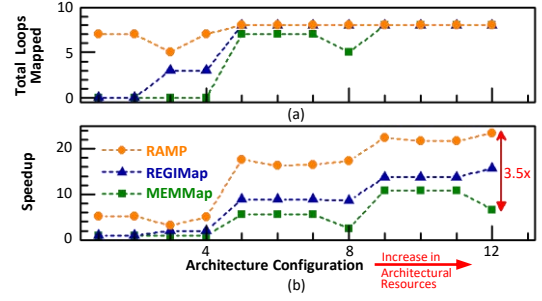 10
5
0
Total Loops
Mapped
(a)
20
10
0
Speedup
RAMP
REGIMap
MEMMap
3.5x
4
8
12
Architecture Configuration
Increase in
Architectural
Resources
(b)